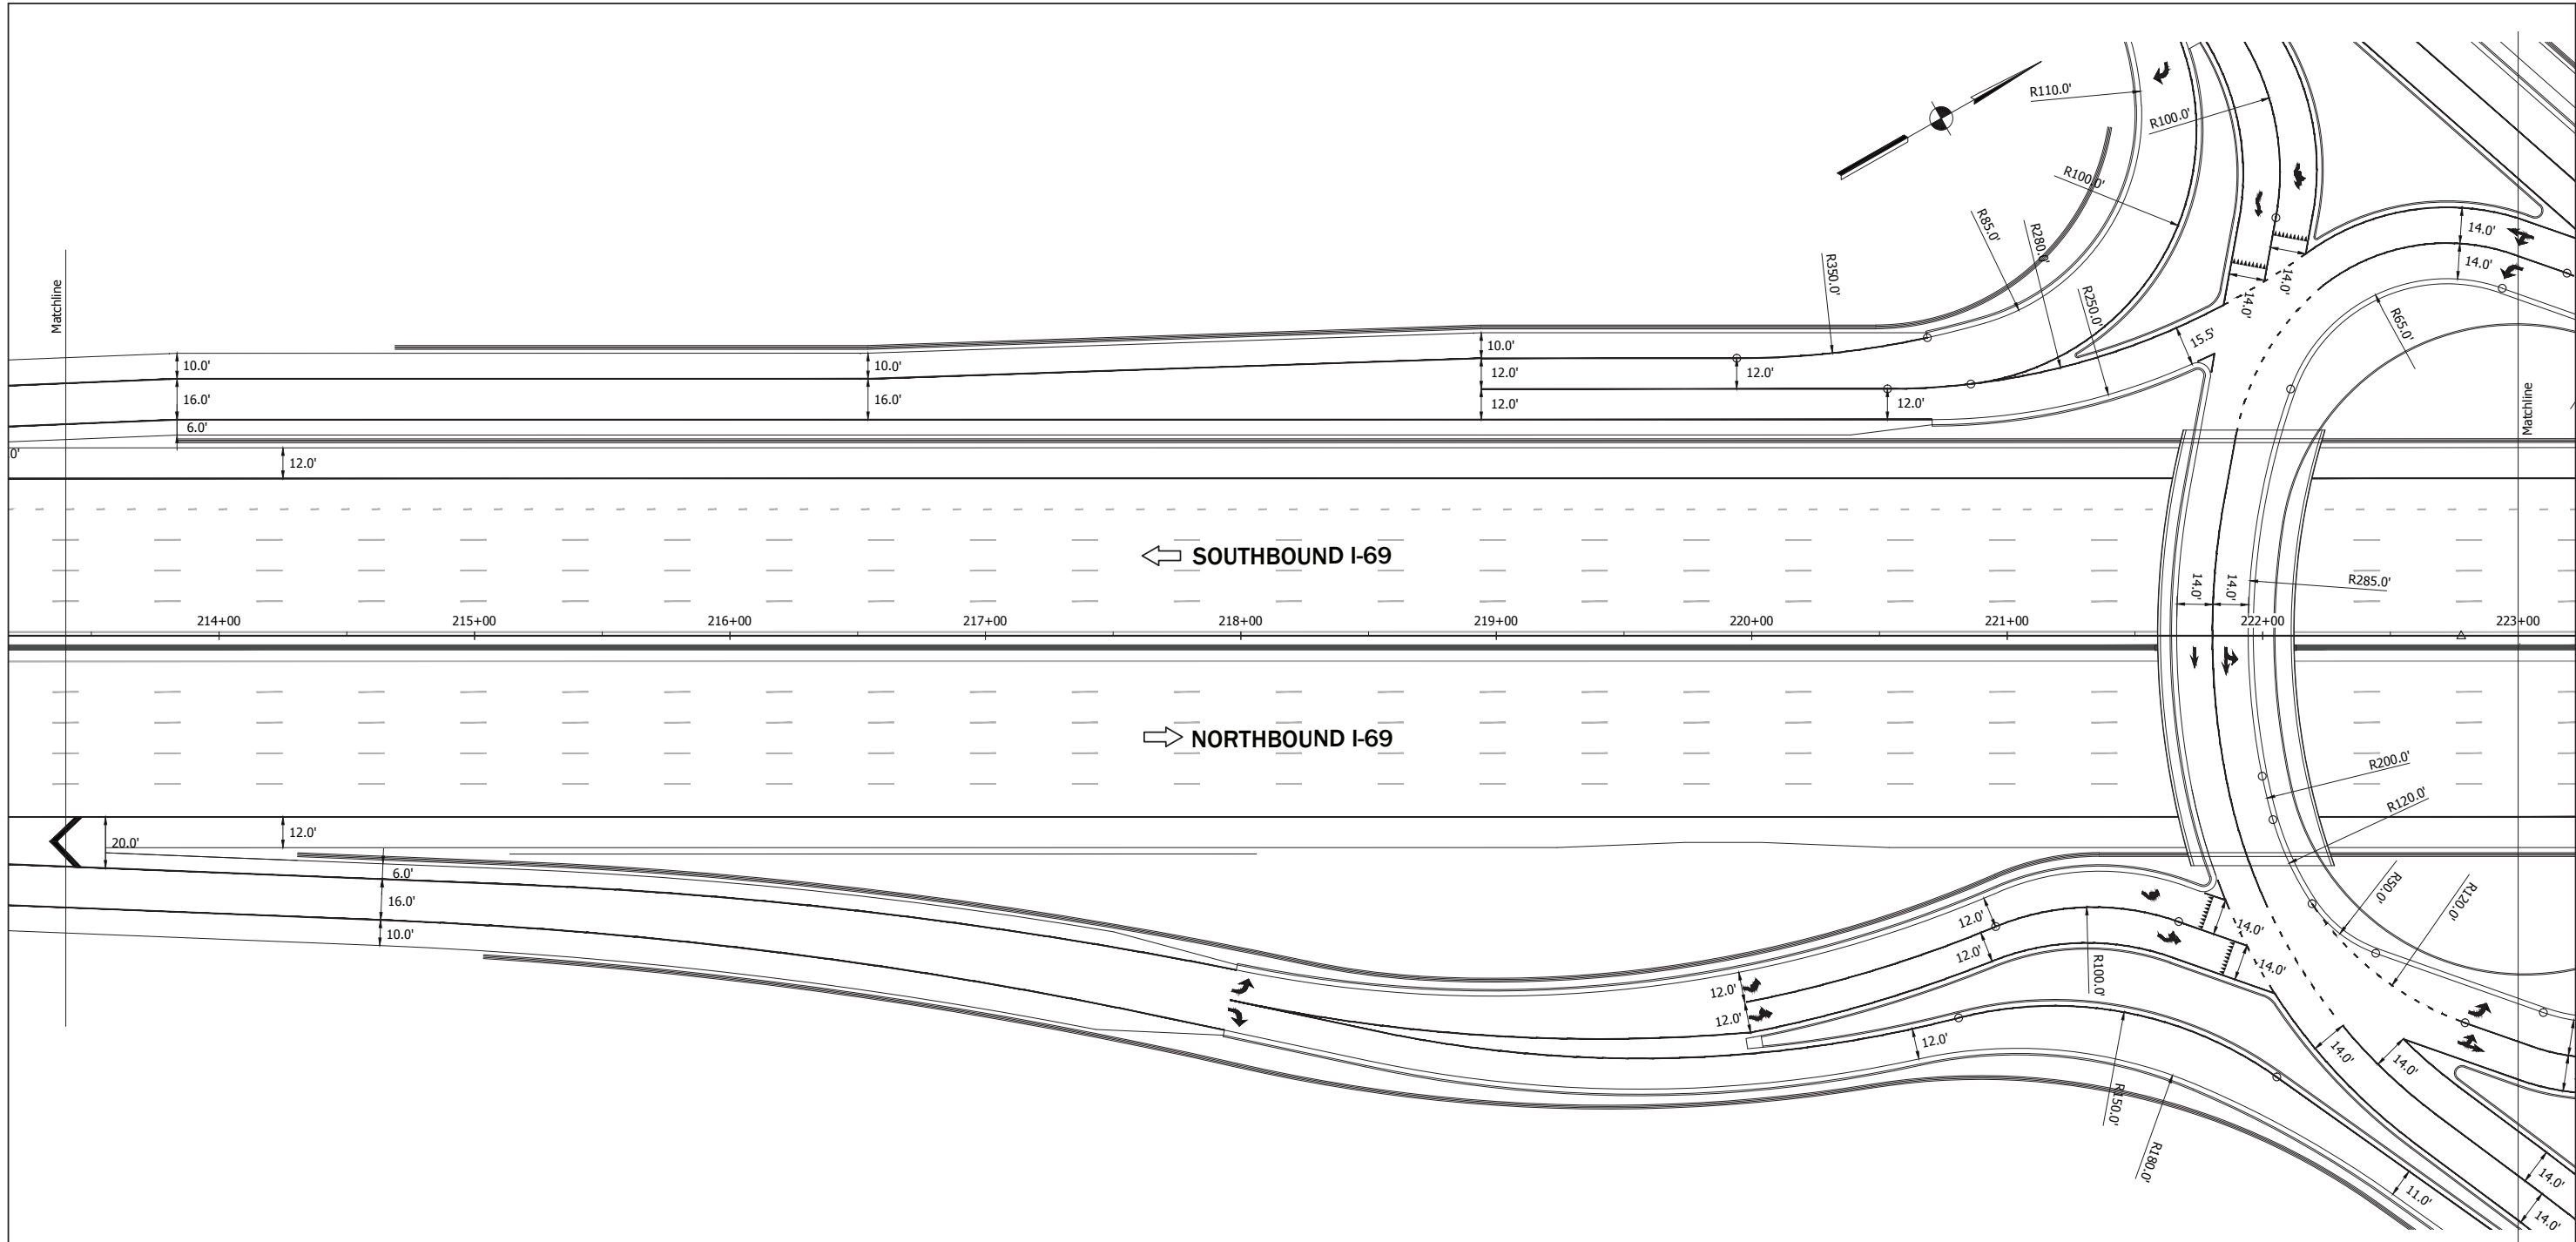 R110.0'
R100.0'
R100.0'
R85.0'
R280.0'
R350.0'
R250.0'
14.0'
14.0'
14.0'
14.0'
15.5'
R65.0'
Matchline
Matchline
10.0'
10.0'
10.0'
12.0'
12.0'
16.0'
16.0'
12.0'
12.0'
6.0'
.0'
12.0'
SOUTHBOUND I-69
14.0'
14.0'
R285.0'
214+00
215+00
216+00
217+00
218+00
219+00
220+00
221+00
222+00
223+00
NORTHBOUND I-69
R200.0'
R120.0'
20.0'
12.0'
6.0'
16.0'
10.0'
R50.0'
R120.0'
12.0'
14.0'
12.0'
14.0'
R100.0'
12.0'
12.0'
12.0'
14.0'
14.0'
R150.0'
R180.0'
14.0'
11.0'
14.0'